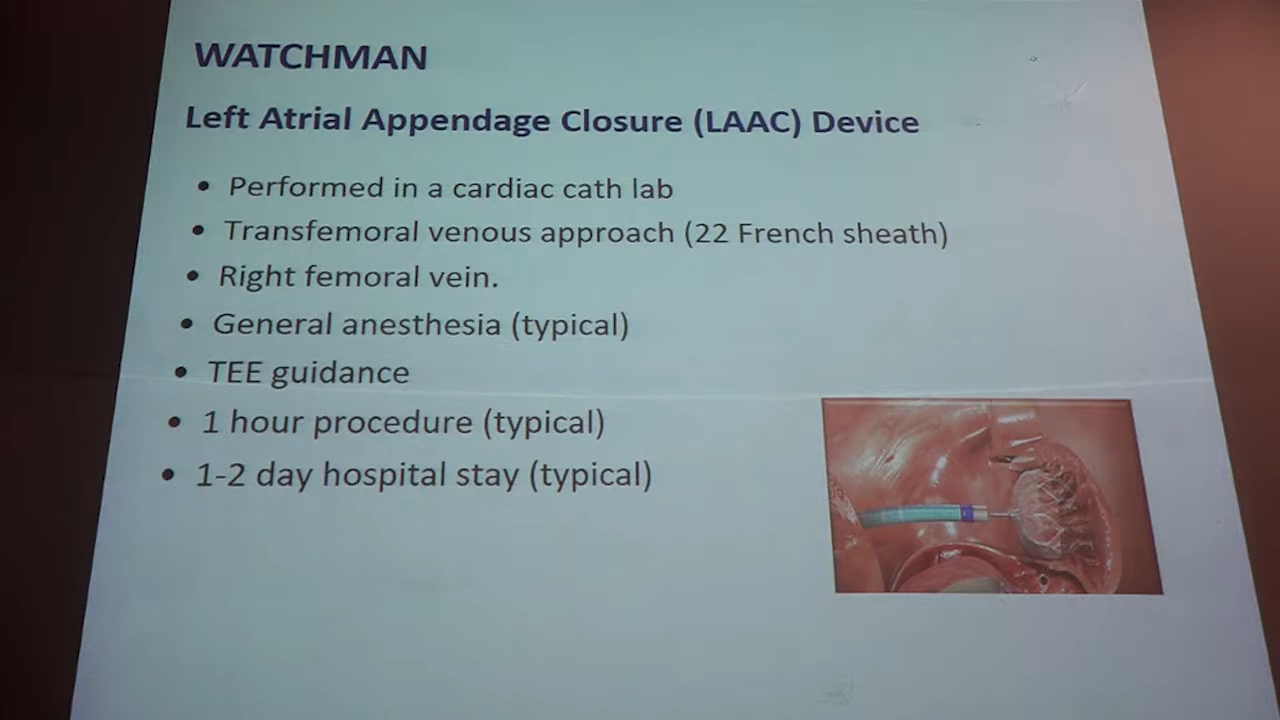 WATCHMAN
Left Atrial Appendage Closure (LAAC) Device
• Performed in a cardiac cath lab
• Transfemoral venous approach (22 French sheath)
• Right femoral vein.
• General anesthesia (typical)
• TEE guidance
• 1 hour procedure (typical)
• 1-2 day hospital stay (typical)